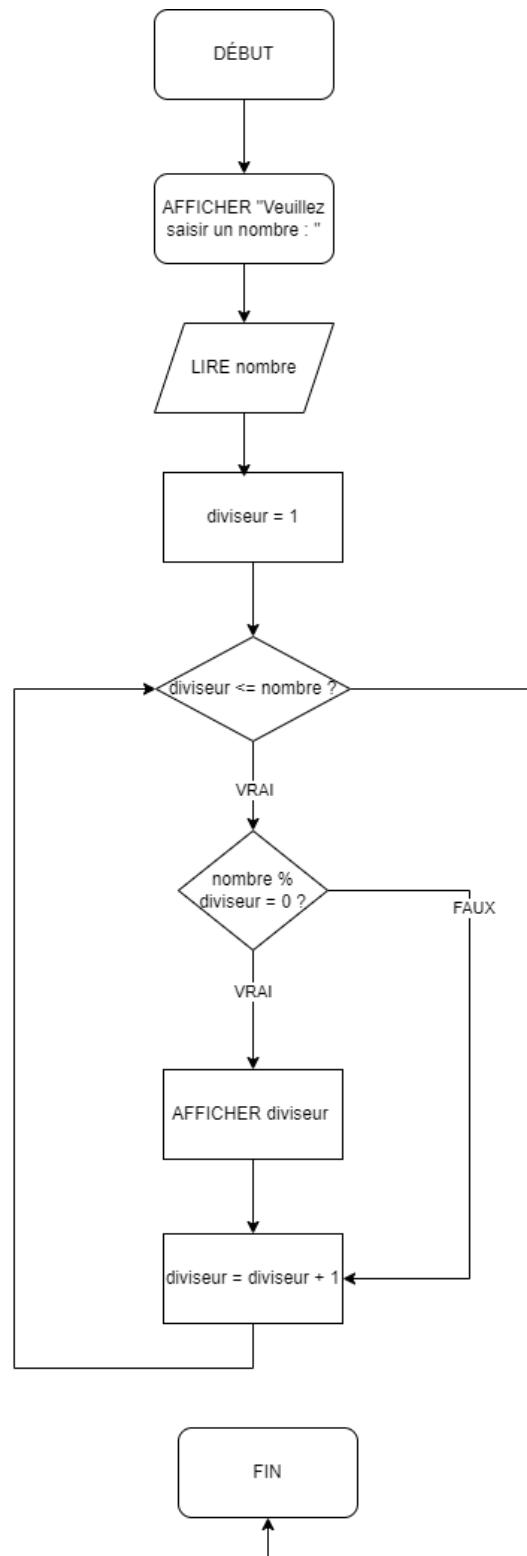 DÉBUT
AFFICHER "Veuillez
saisir un nombre : "
LIRE nombre
diviseur = 1
diviseur <= nombre ?
VRAI
nombre %
diviseur = 0 ?
FAUX
VRAI
AFFICHER diviseur
diviseur = diviseur + 1
FIN